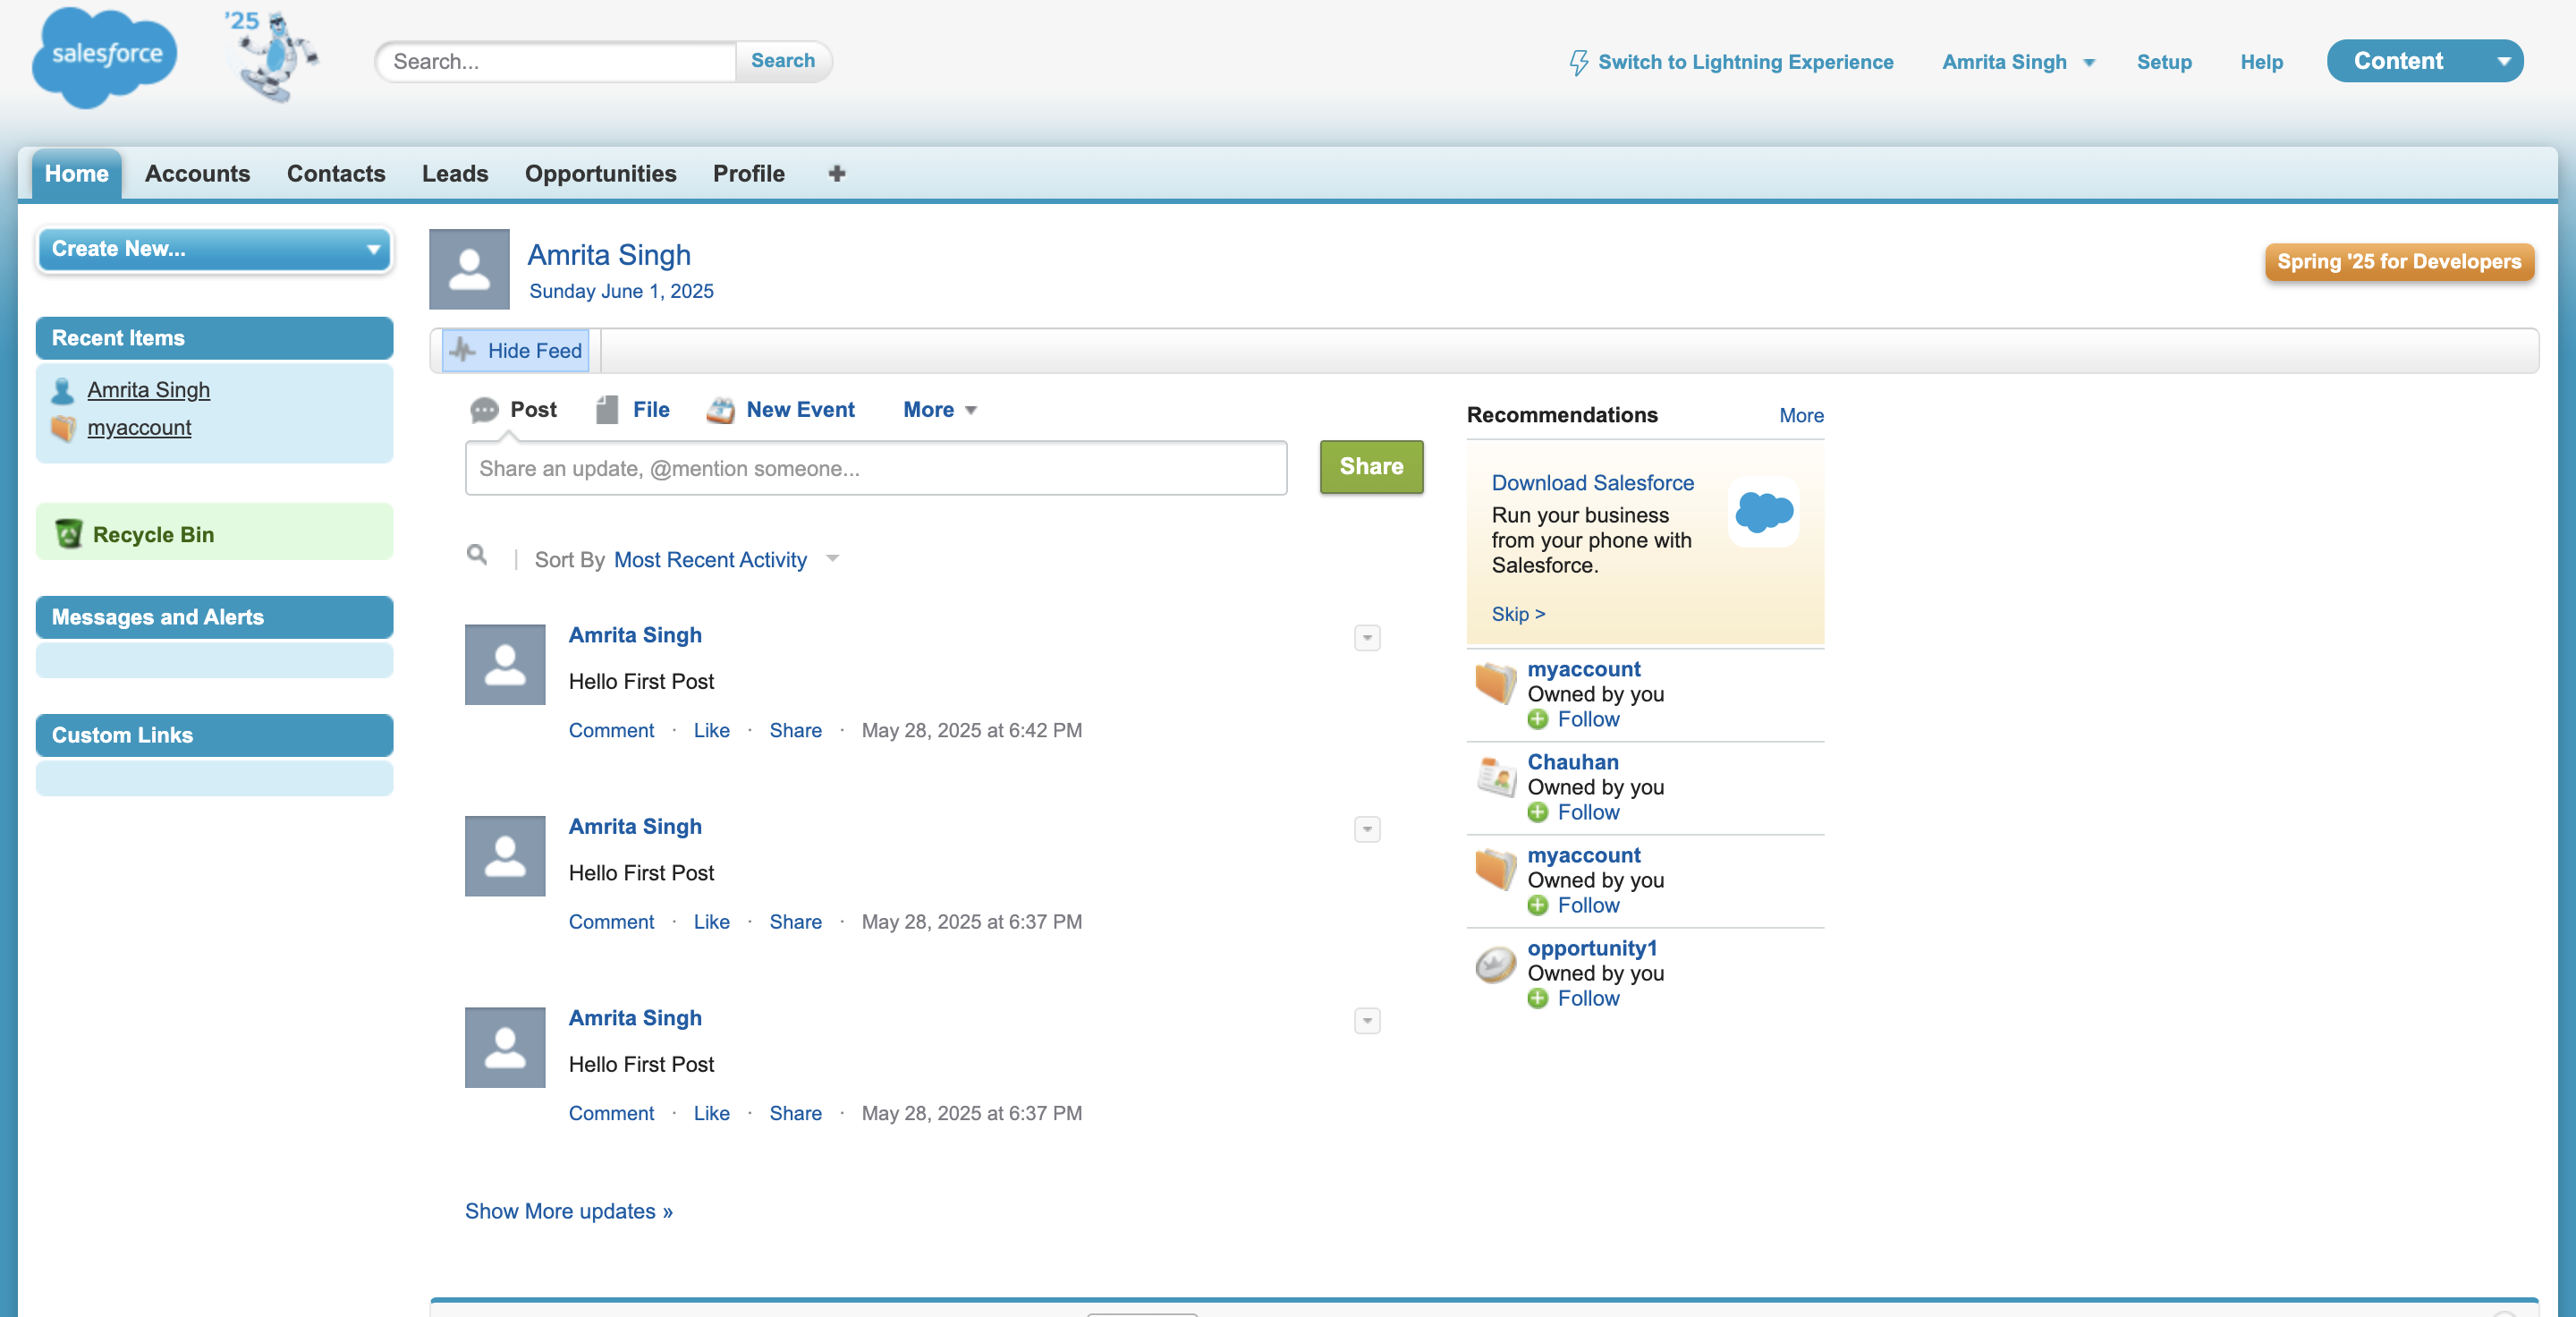 salesforce
'25
Search...
Search
Switch to Lightning Experience
Amrita Singh
Setup
Help
Content
Home
Accounts
Contacts
Leads
Opportunities
Profile
Create New...
Recent Items
Amrita Singh
myaccount
Recycle Bin
Messages and Alerts
Custom Links
Amrita Singh
Sunday June 1, 2025
Spring '25 for Developers
Hide Feed
Post
File
New Event
More
Share an update, @mention someone...
Share
Sort By Most Recent Activity
Amrita Singh
Hello First Post
Comment · Like · Share · May 28, 2025 at 6:42 PM
Amrita Singh
Hello First Post
Comment · Like · Share · May 28, 2025 at 6:37 PM
Amrita Singh
Hello First Post
Comment · Like · Share · May 28, 2025 at 6:37 PM
Show More updates »
Recommendations
More
Download Salesforce
Run your business
from your phone with
Salesforce.
Skip >
myaccount
Owned by you
Follow
Chauhan
Owned by you
Follow
myaccount
Owned by you
Follow
opportunity1
Owned by you
Follow